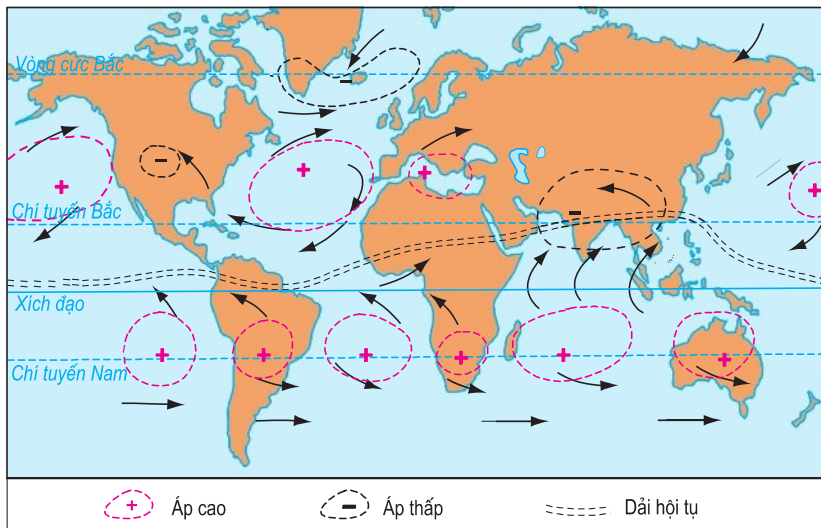 Vòng cực Bắc
Chí tuyến Bắc
Xích đạo
Chí tuyến Nam
Áp cao
Áp thấp
Dải hội tụ